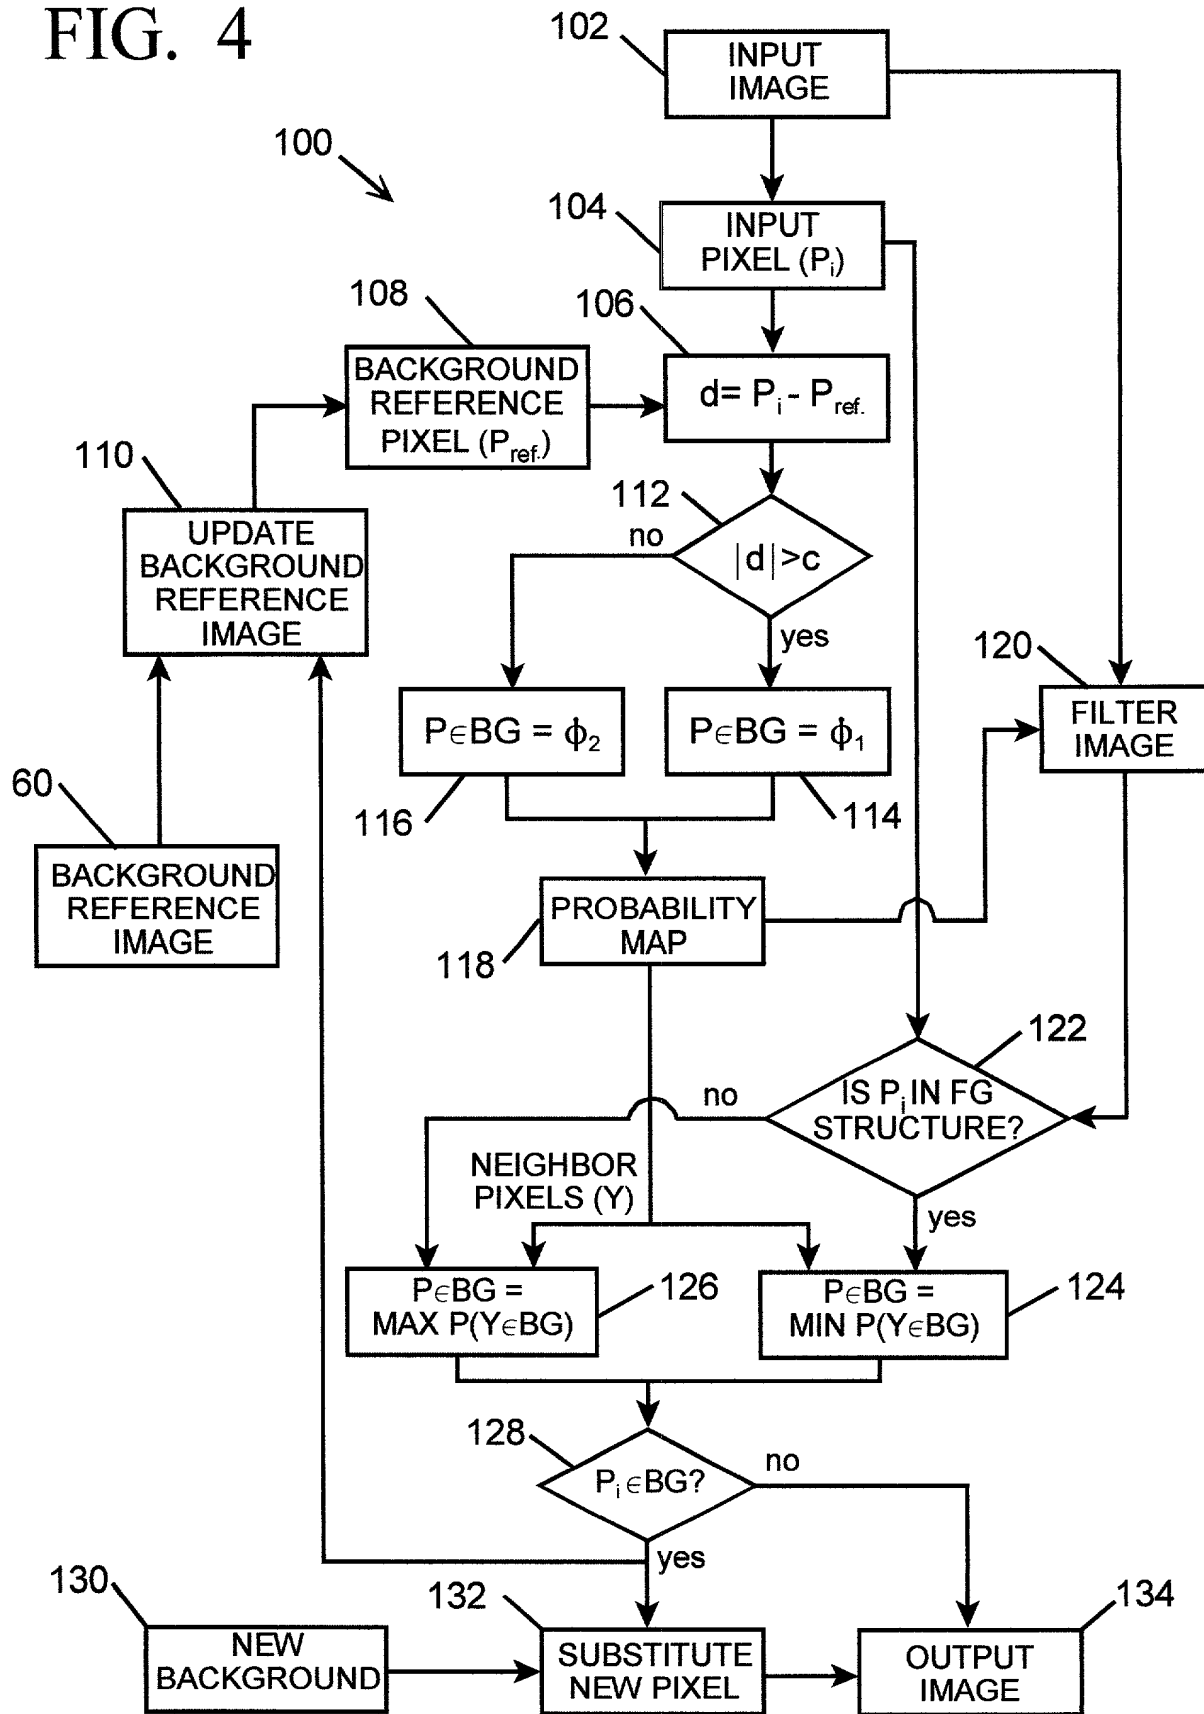 FIG. 4
102
INPUT
IMAGE
100
104
INPUT
PIXEL (Pᵢ)
108
106
BACKGROUND
REFERENCE
PIXEL (P_ref.)
d= Pᵢ - P_ref.
110
112
UPDATE
BACKGROUND
REFERENCE
IMAGE
no
|d|>c
yes
120
FILTER
IMAGE
P∈BG = ϕ₂
P∈BG = ϕ₁
60
116
114
BACKGROUND
REFERENCE
IMAGE
PROBABILITY
MAP
118
122
IS Pᵢ IN FG
STRUCTURE?
no
NEIGHBOR
PIXELS (Y)
yes
P∈BG =
MAX P(Y∈BG)
126
P∈BG =
MIN P(Y∈BG)
124
128
Pᵢ∈BG?
no
yes
130
132
134
NEW
BACKGROUND
SUBSTITUTE
NEW PIXEL
OUTPUT
IMAGE